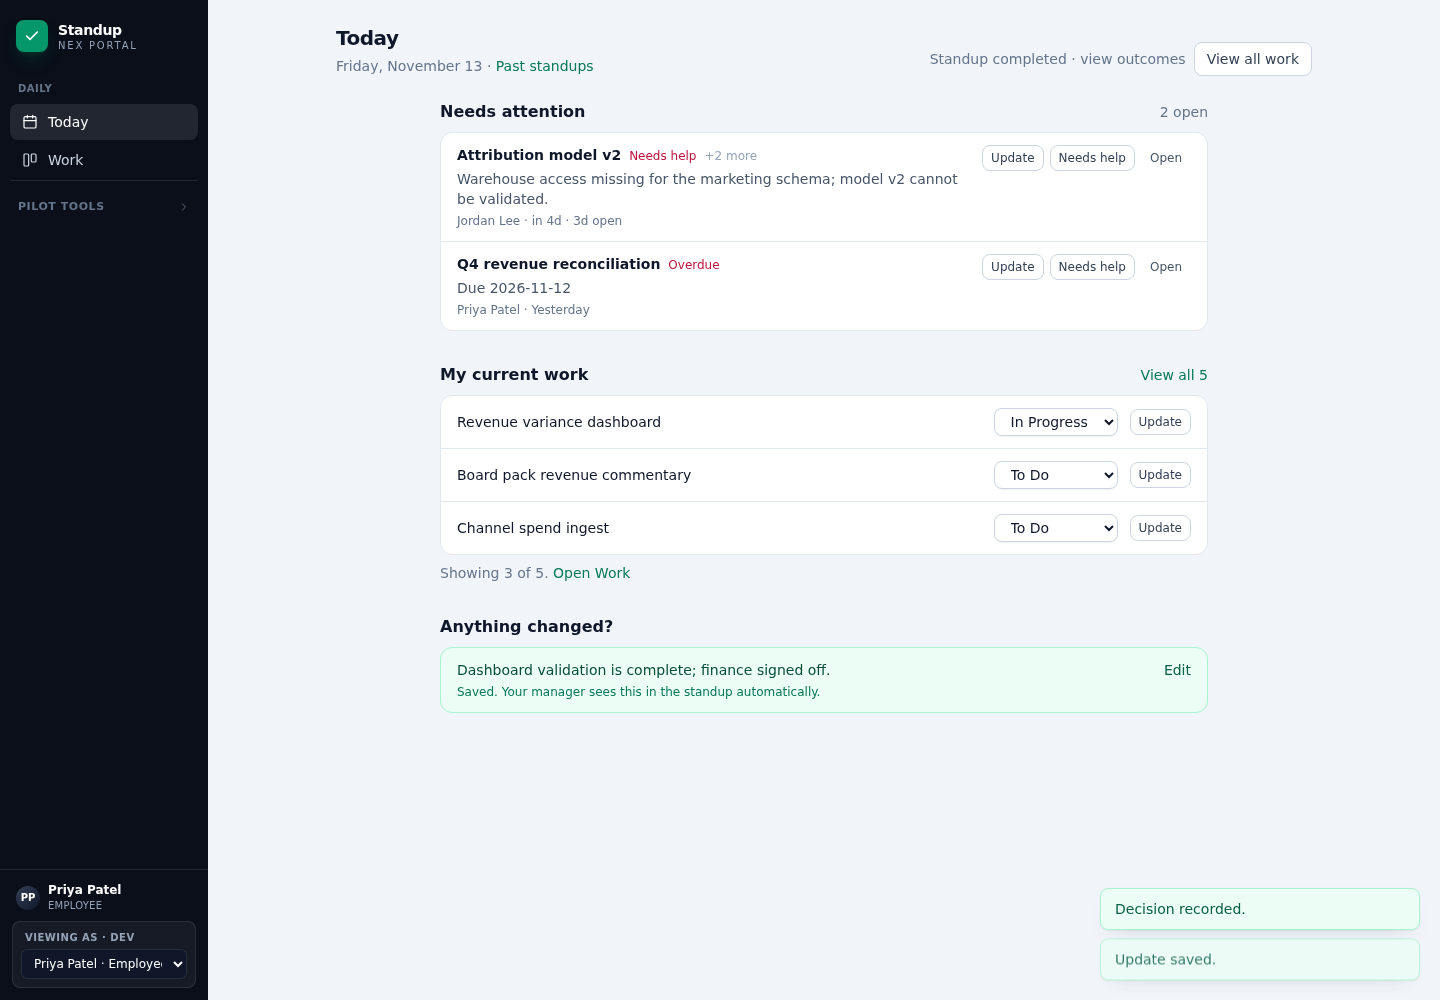 Standup
NEX PORTAL
DAILY
Today
Work
PILOT TOOLS
Today
Friday, November 13 · Past standups
Standup completed · view outcomes
View all work
Needs attention
2 open
Attribution model v2 Needs help +2 more
Update
Needs help
Open
Warehouse access missing for the marketing schema; model v2 cannot
be validated.
Jordan Lee · in 4d · 3d open
Q4 revenue reconciliation Overdue
Update
Needs help
Open
Due 2026-11-12
Priya Patel · Yesterday
My current work
View all 5
Revenue variance dashboard
In Progress
Update
Board pack revenue commentary
To Do
Update
Channel spend ingest
To Do
Update
Showing 3 of 5. Open Work
Anything changed?
Dashboard validation is complete; finance signed off.
Edit
Saved. Your manager sees this in the standup automatically.
PP
Priya Patel
EMPLOYEE
VIEWING AS · DEV
Priya Patel · Employe
Decision recorded.
Update saved.